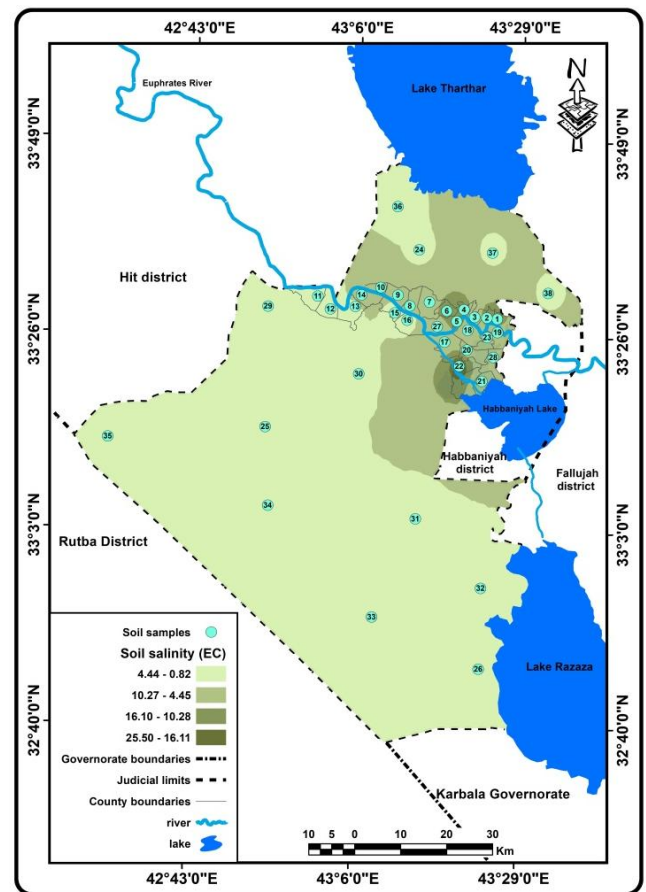 42°43'0"N
43°6'0"N
43°29'0"N
Euphrates River
Lake Tharthar
N
33°49'0"N
33°49'0"N
36
24
37
Hit district
38
10
11
14
9
29
12
13
8
7
15
16
6
4
3
2
1
5
27
18
19
23
33°26'0"N
33°26'0"N
17
20
28
30
22
21
Habbaniyah Lake
25
35
Habbaniyah
district
Fallujah
district
34
31
33°3'0"N
33°3'0"N
Rutba District
32
33
26
Lake Razaza
Soil samples
Soil salinity (EC)
4.44 - 0.82
10.27 - 4.45
16.10 - 10.28
25.50 - 16.11
Governorate boundaries
Judicial limits
County boundaries
river
lake
32°40'0"N
32°40'0"N
Karbala Governorate
10 5 0 10 20 30
Km
42°43'0"N
43°6'0"N
43°29'0"N